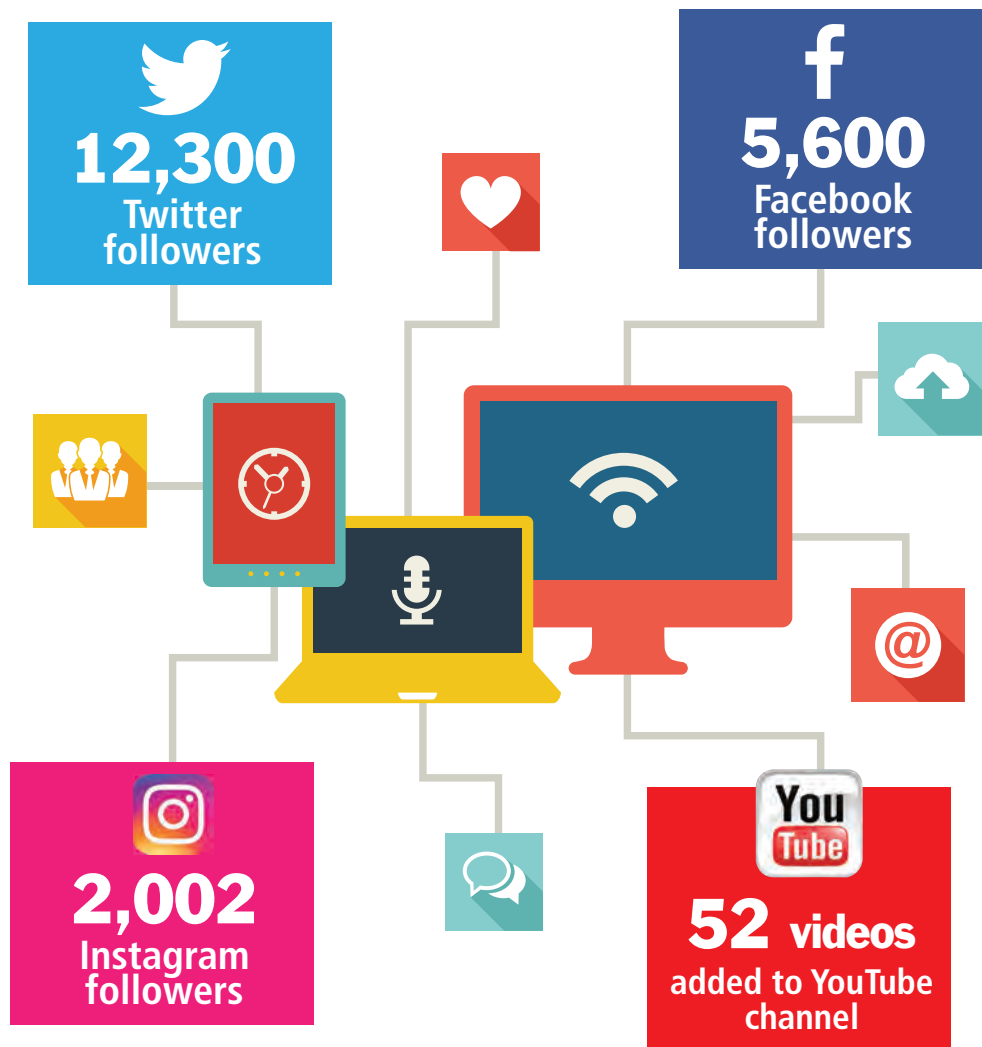 12,300
Twitter
followers
5,600
Facebook
followers
@
2,002
Instagram
followers
You
Tube
52 videos
added to YouTube
channel